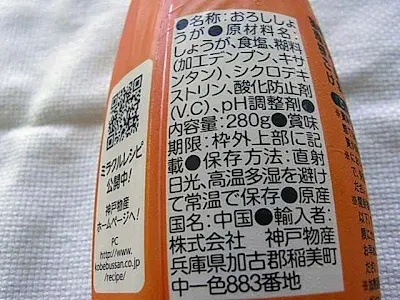 ●名称:おろししょ
うが●原材料名:
しょうが、食塩、糊料
(加工デンプン、キサ
ンタン)、シクロデキ
ストリン、酸化防止剤
(V.C)、pH調整剤●
内容量:280g●賞味
期限:枠外上部に記
載●保存方法:直射
日光、高温多湿を避け
て常温で保存●原産
国名:中国●輸入者:
株式会社 神戸物産
兵庫県加古郡稲美町
中一色883番地
ミラクルレシピ
公開中!
神戸物産
ホームページへ!
PC
http://www.
kobebussan.co.jp
/recipe/